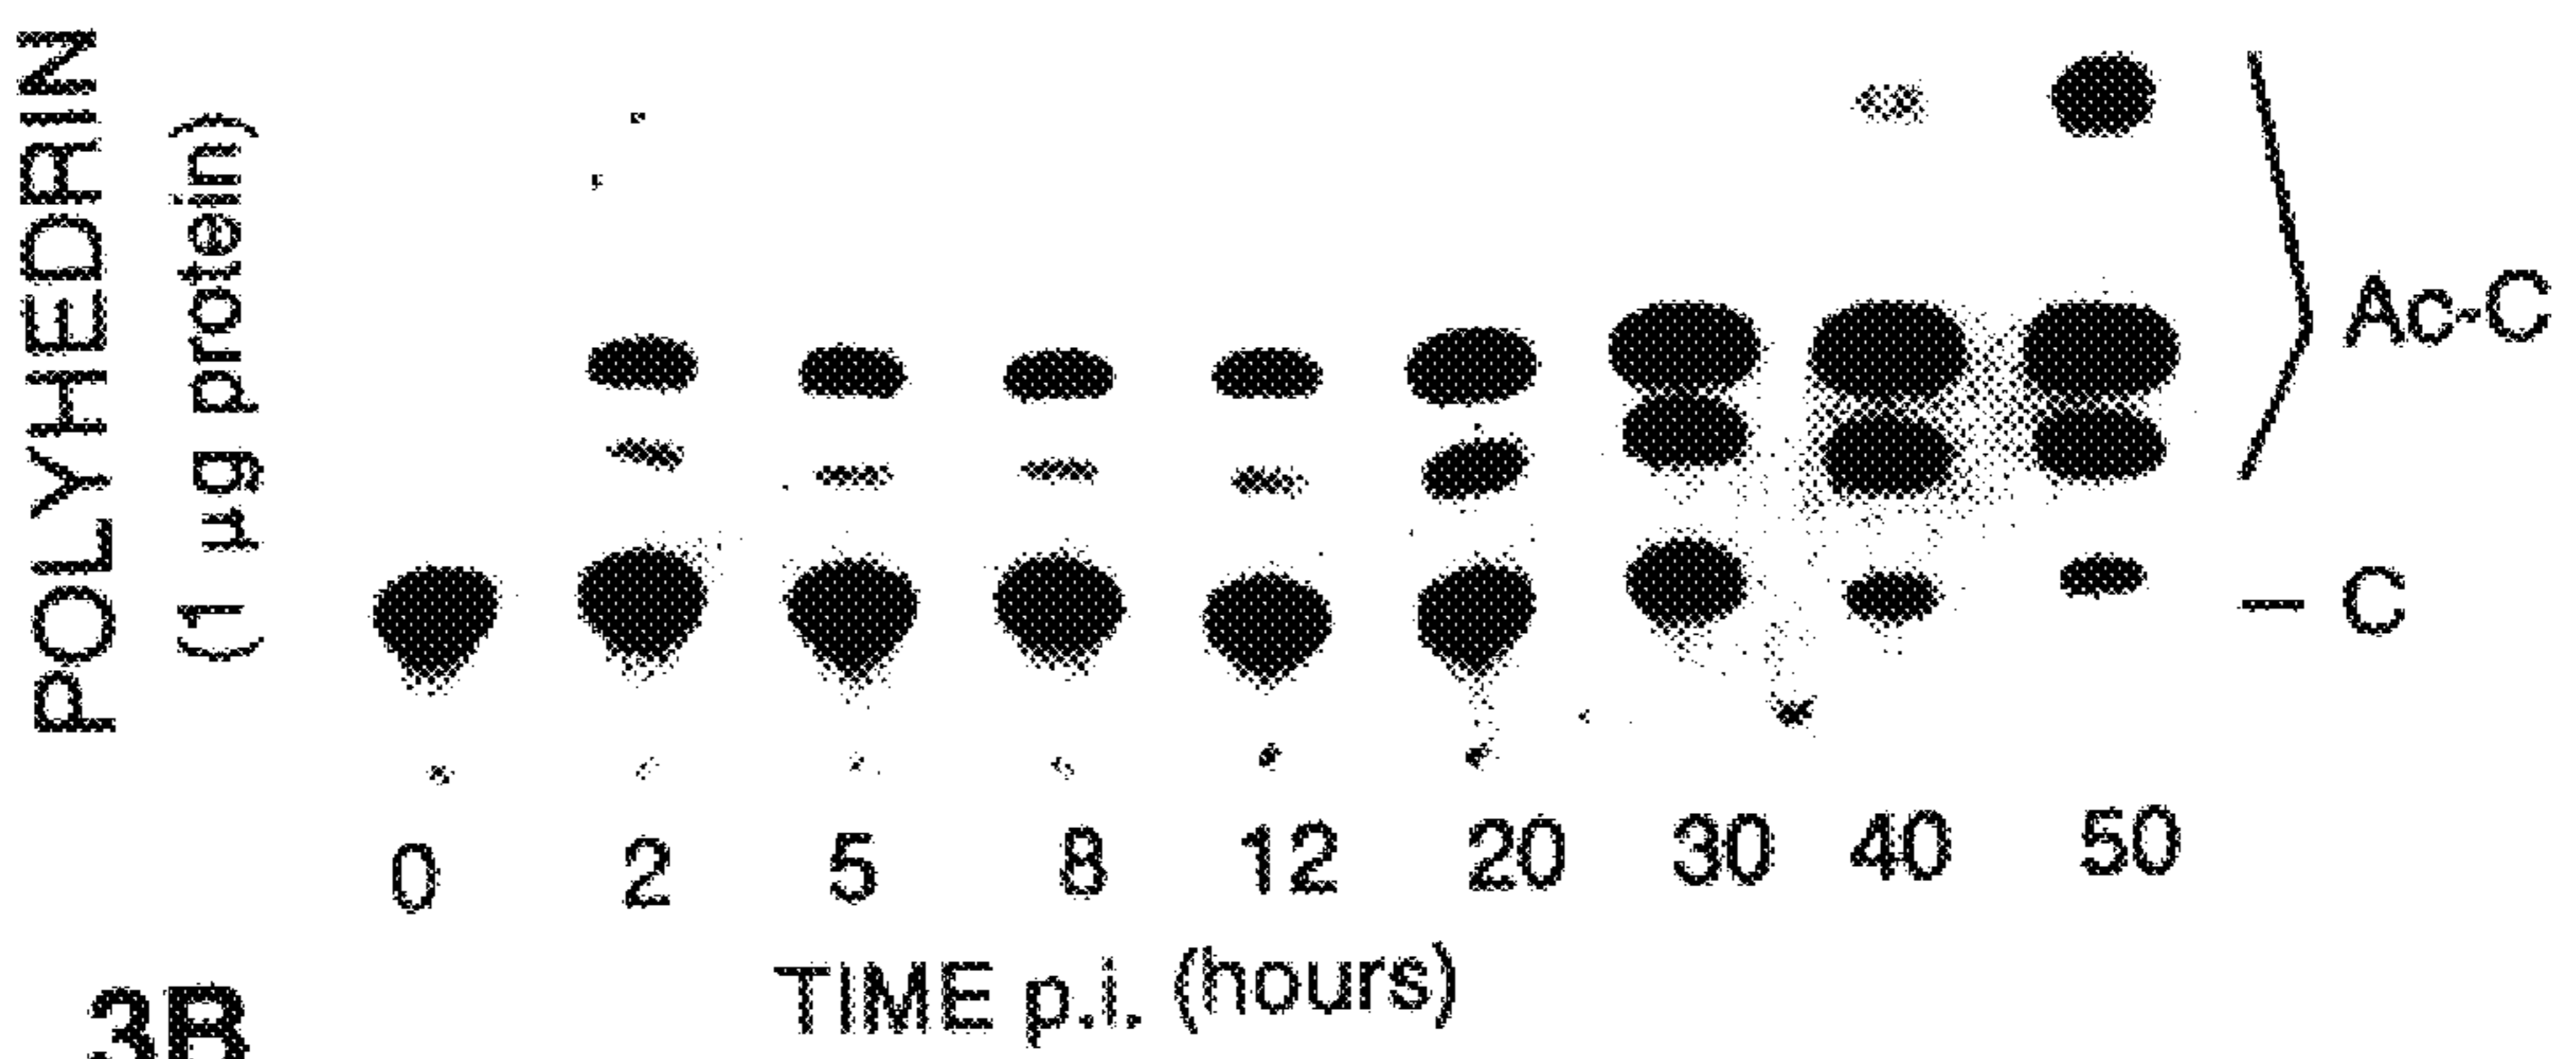 POLYHEDRIN
(1 µg protein)
Ac-C
C
0 2 5 8 12 20 30 40 50
TIME p.i. (hours)
3B